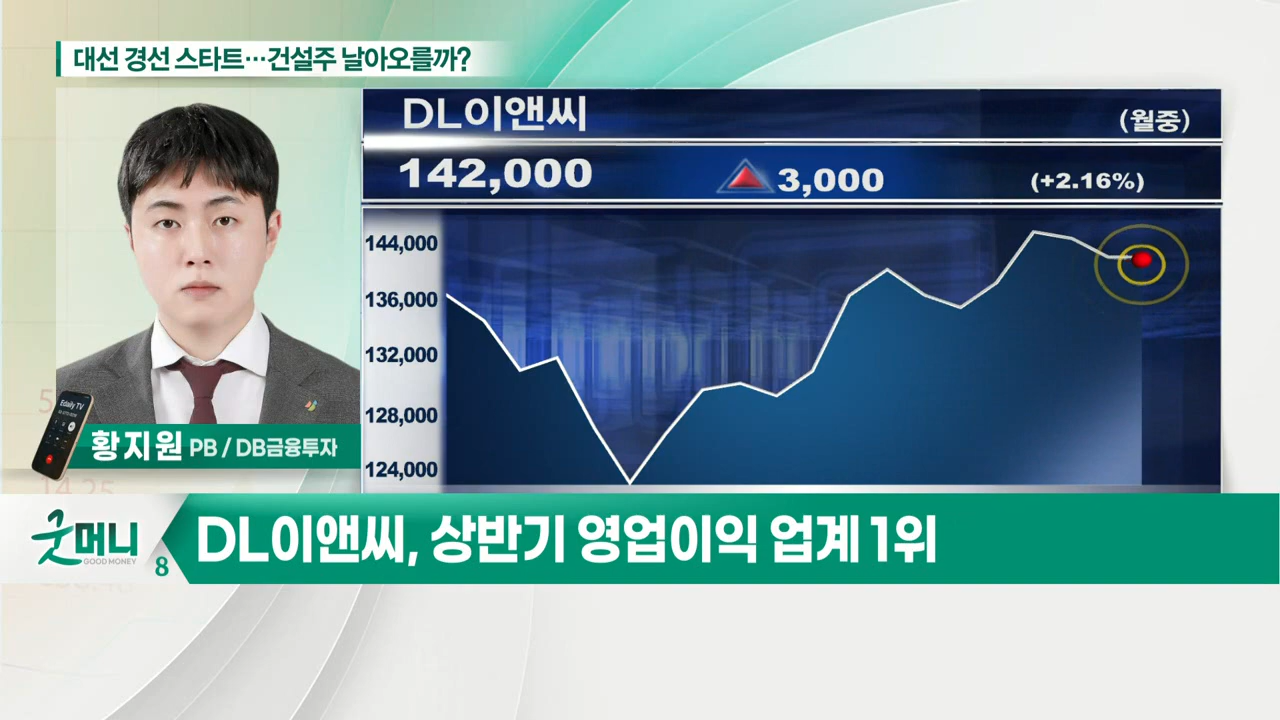 대선 경선 스타트…건설주 날아오를까?
DL이앤씨
(월중)
142,000
3,000
(+2.16%)
144,000
136,000
132,000
128,000
124,000
Edaily TV
황지원 PB / DB금융투자
14.25
굿머니
GOOD MONEY
8
DL이앤씨, 상반기 영업이익 업계 1위